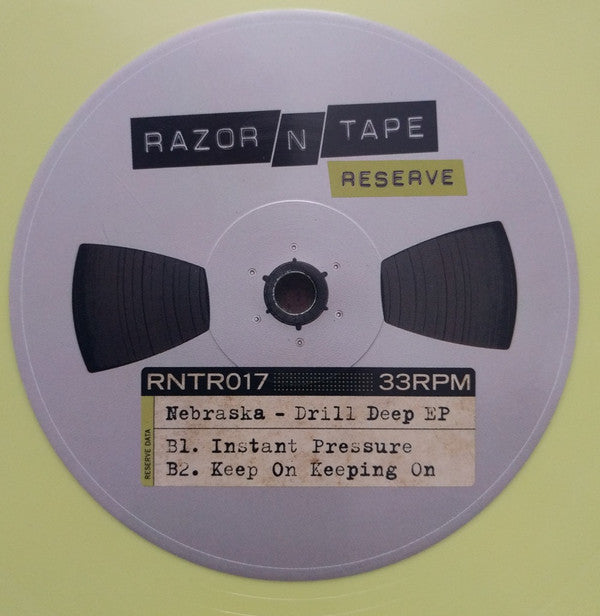 RAZOR N TAPE
RESERVE
RNTR017 33RPM
RESERVE DATA
Nebraska - Drill Deep EP
B1. Instant Pressure
B2. Keep On Keeping On